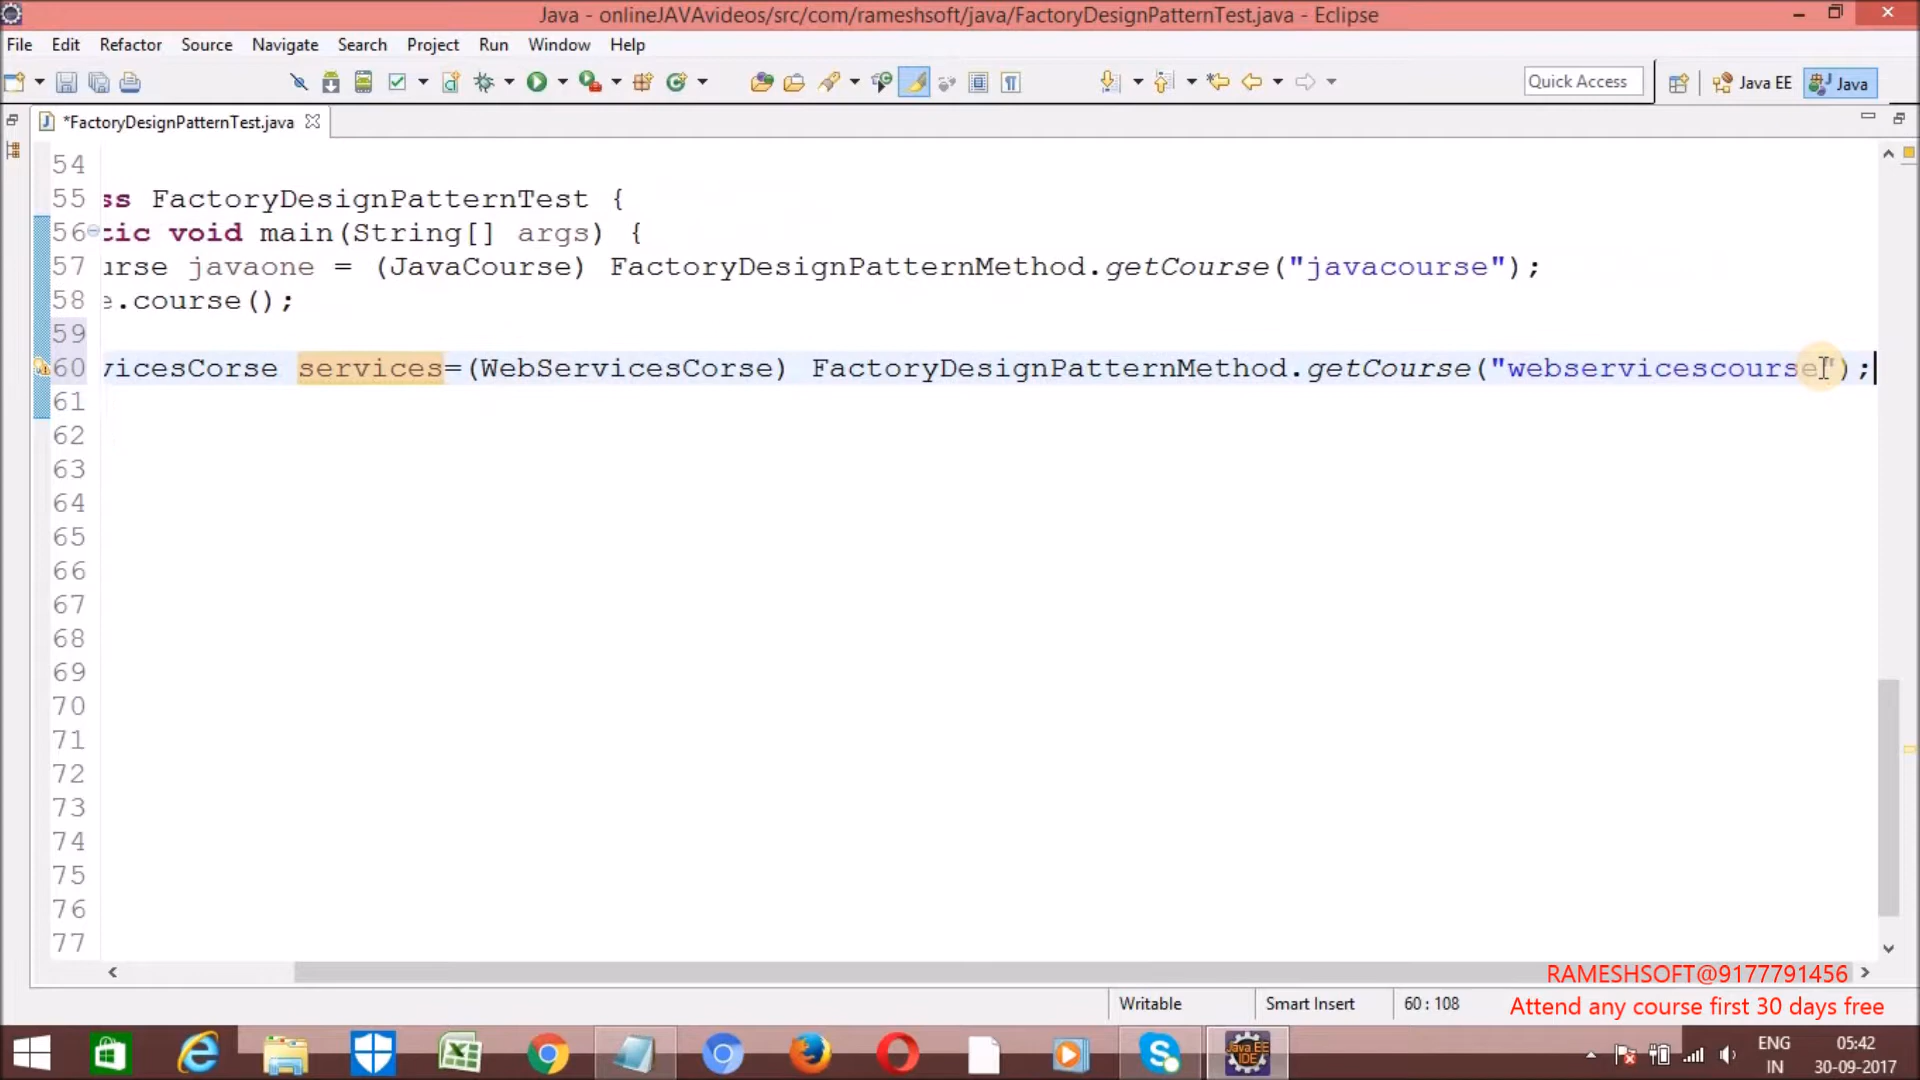 Java - onlineJAVAvideos/src/com/rameshsoft/java/FactoryDesignPatternTest.java - Eclipse
File Edit Refactor Source Navigate Search Project Run Window Help
Quick Access
Java EE
Java
*FactoryDesignPatternTest.java
54
55 ss FactoryDesignPatternTest {
56 tic void main(String[] args) {
57 urse javaone = (JavaCourse) FactoryDesignPatternMethod.getCourse("javacourse");
58 e.course();
59
60 vicesCorse services=(WebServicesCorse) FactoryDesignPatternMethod.getCourse("webservicescourse");
61
62
63
64
65
66
67
68
69
70
71
72
73
74
75
76
77
RAMESHSOFT@9177791456
Writable Smart Insert 60 : 108 Attend any course first 30 days free
Java EE
IDE
ENG 05:42
IN 30-09-2017